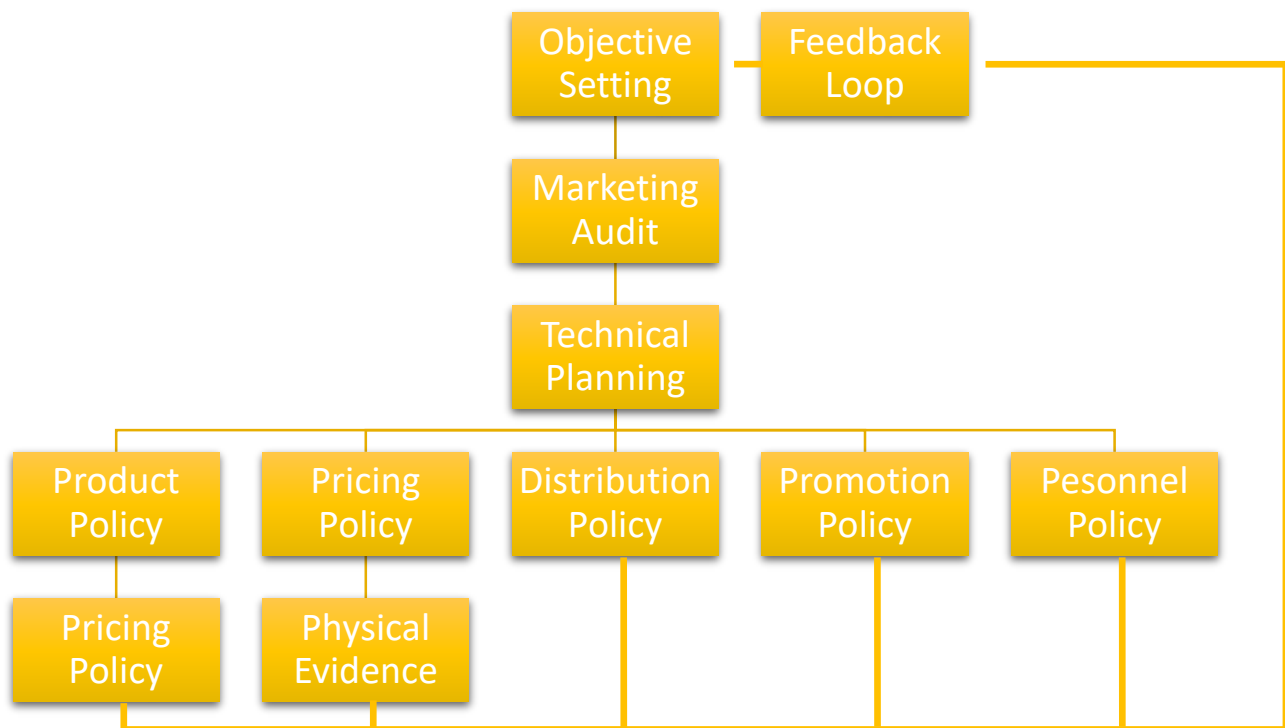 Objective
Setting
Feedback
Loop
Marketing
Audit
Technical
Planning
Product
Policy
Pricing
Policy
Distribution
Policy
Promotion
Policy
Pesonnel
Policy
Pricing
Policy
Physical
Evidence